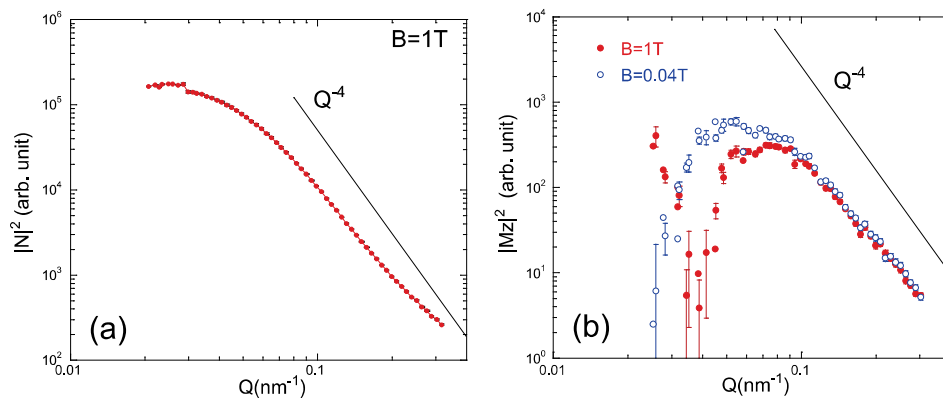 10^6
B=1T
10^5
Q^-4
|N|^2 (arb. unit)
10^4
10^3
(a)
10^2
0.01
0.1
Q(nm^-1)
10^4
B=1T
B=0.04T
Q^-4
10^3
|Mz|^2 (arb. unit)
10^2
10^1
(b)
10^0
0.01
0.1
Q(nm^-1)